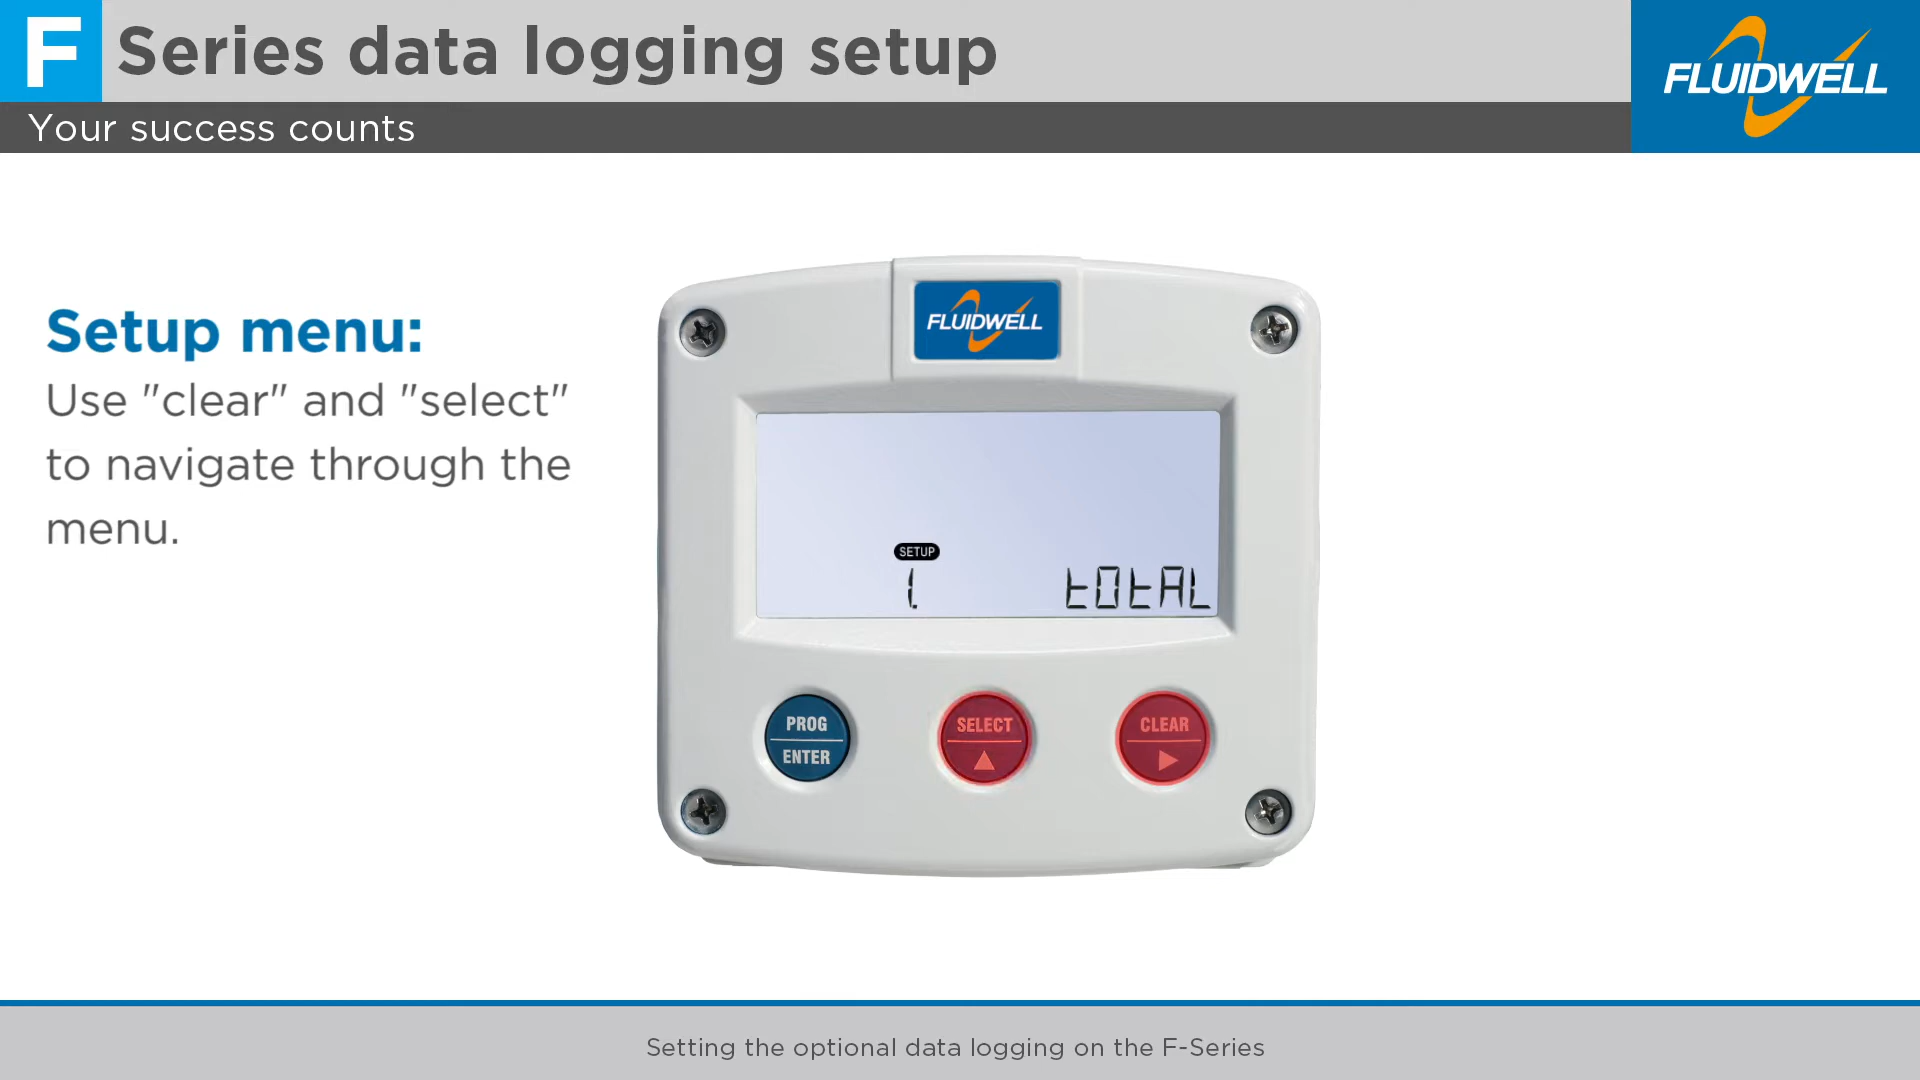 F Series data logging setup
FLUIDWELL
Your success counts
Setup menu:
Use "clear" and "select"
to navigate through the
menu.
FLUIDWELL
SETUP
1. tOtAL
PROG
ENTER
SELECT
CLEAR
Setting the optional data logging on the F-Series